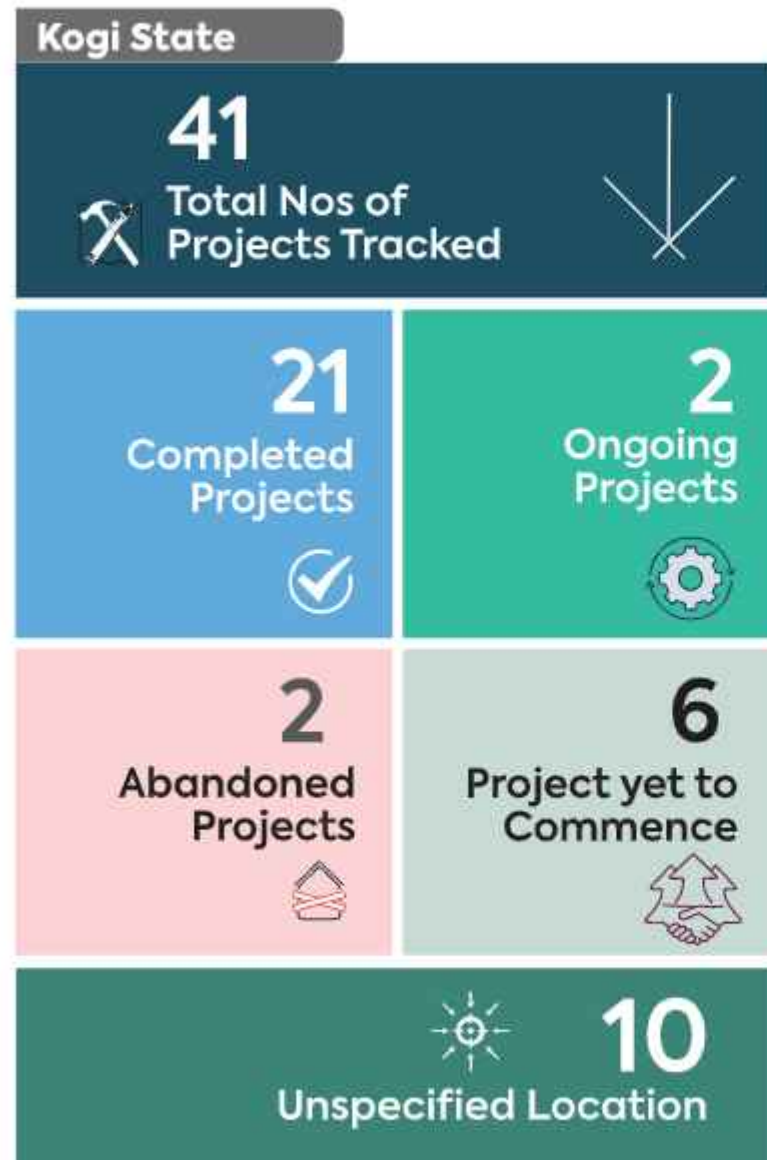 Kogi State
41
Total Nos of
Projects Tracked
21
Completed
Projects
2
Ongoing
Projects
2
Abandoned
Projects
6
Project yet to
Commence
10
Unspecified Location